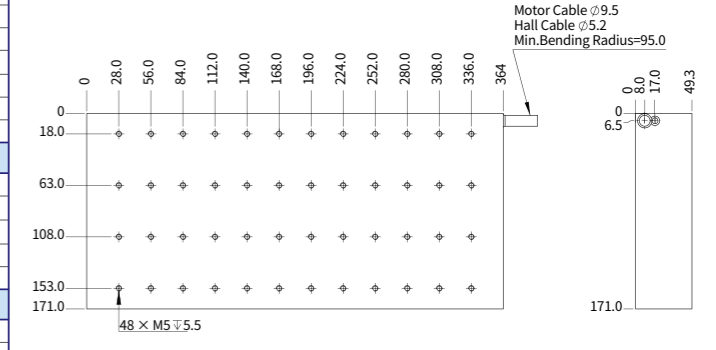 Motor Cable ∅9.5
Hall Cable ∅5.2
Min.Bending Radius=95.0
0 28.0 56.0 84.0 112.0 140.0 168.0 196.0 224.0 252.0 280.0 308.0 336.0 364
0 8.0 17.0 49.3
0
18.0
63.0
108.0
153.0
171.0
0
6.5
171.0
48 × M5 ↧5.5